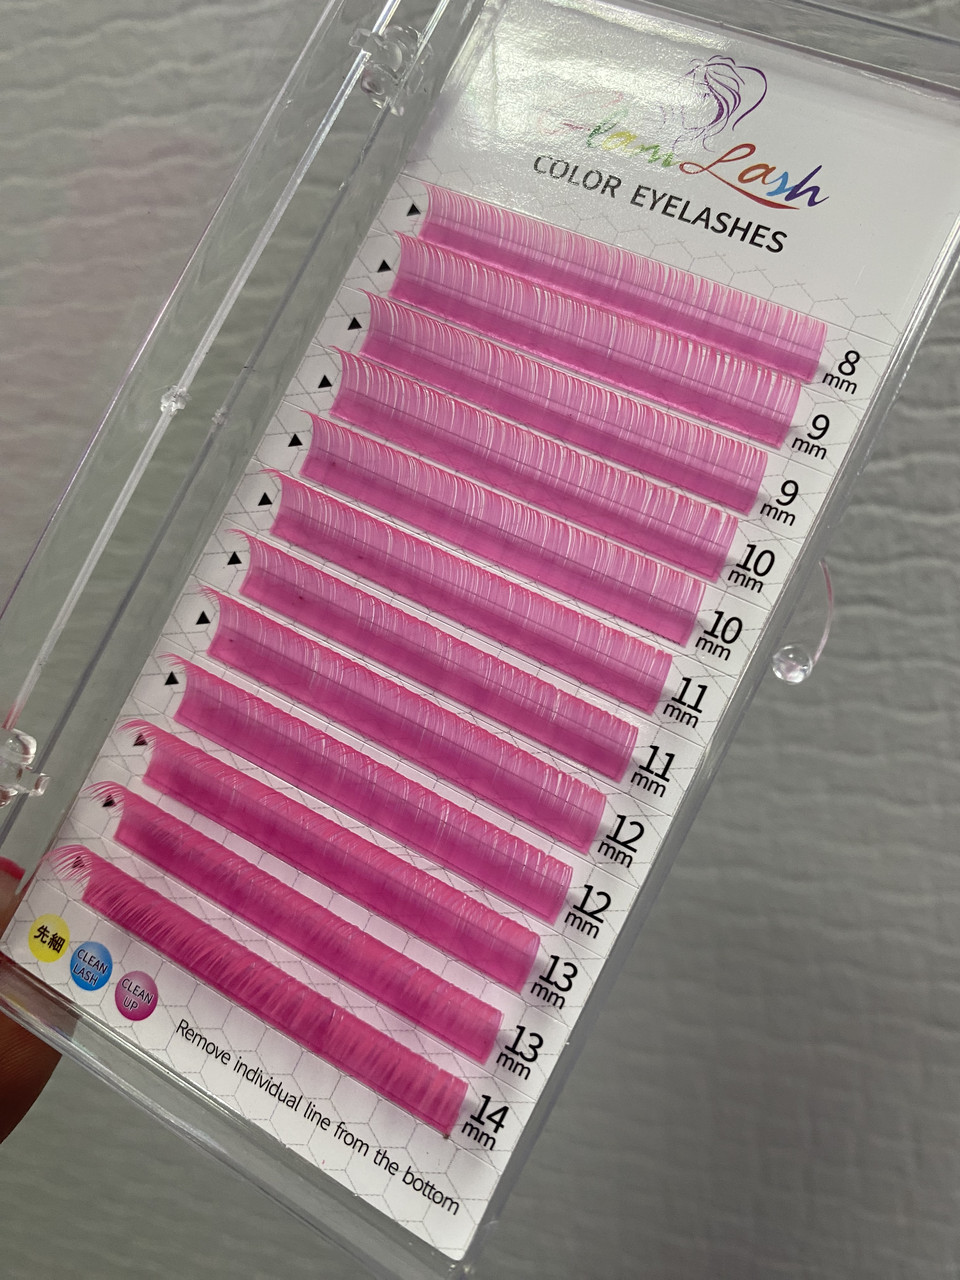 Lash
COLOR EYELASHES
8
mm
9
mm
9
mm
10
mm
10
mm
11
mm
11
mm
12
mm
12
mm
13
mm
13
mm
14
mm
先細
CLEAN
LASH
CLEAN
UP
Remove individual line from the bottom